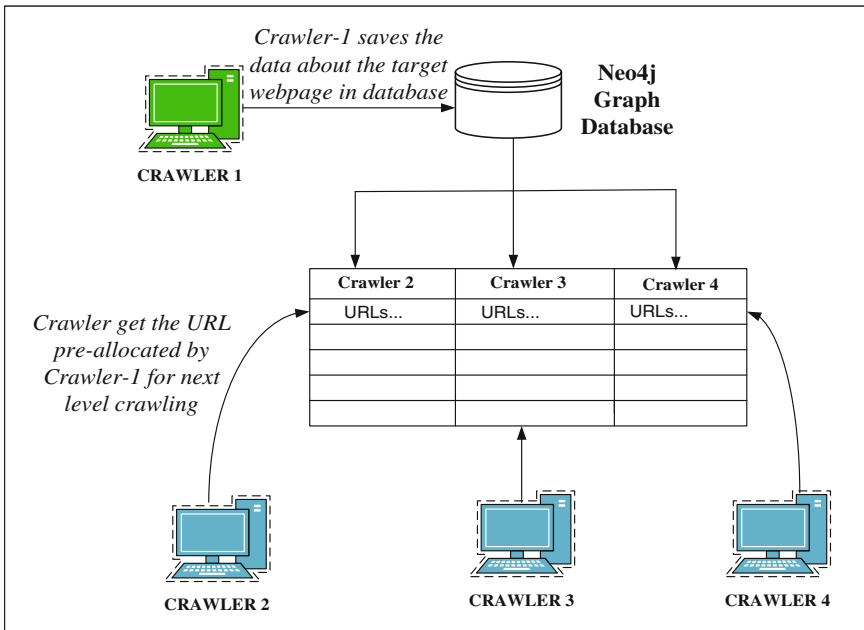 Crawler-1 saves the
data about the target
webpage in database
Neo4j
Graph
Database
CRAWLER 1
Crawler 2
Crawler 3
Crawler 4
URLs...
URLs...
URLs...
Crawler get the URL
pre-allocated by
Crawler-1 for next
level crawling
CRAWLER 2
CRAWLER 3
CRAWLER 4